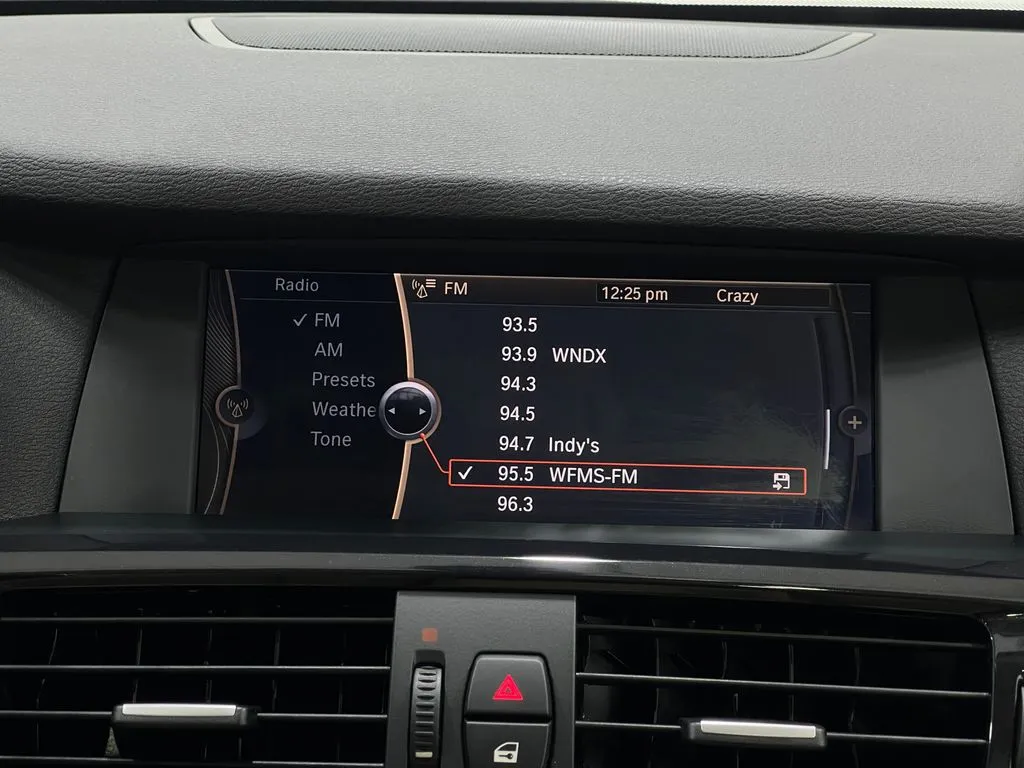 Radio
FM
AM
Presets
Weathe
Tone
FM 12:25 pm Crazy
93.5
93.9 WNDX
94.3
94.5
94.7 Indy's
95.5 WFMS-FM
96.3